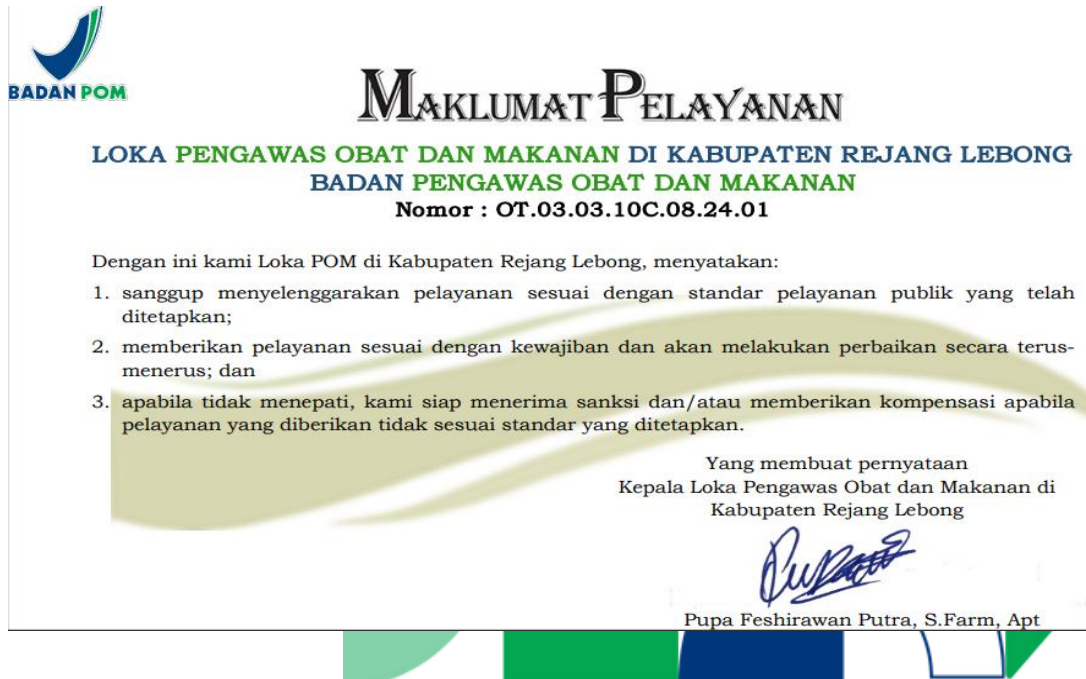 BADAN POM
MAKLUMAT PELAYANAN
LOKA PENGAWAS OBAT DAN MAKANAN DI KABUPATEN REJANG LEBONG
BADAN PENGAWAS OBAT DAN MAKANAN
Nomor : OT.03.03.10C.08.24.01
Dengan ini kami Loka POM di Kabupaten Rejang Lebong, menyatakan:
1. sanggup menyelenggarakan pelayanan sesuai dengan standar pelayanan publik yang telah
ditetapkan;
2. memberikan pelayanan sesuai dengan kewajiban dan akan melakukan perbaikan secara terus-
menerus; dan
3. apabila tidak menepati, kami siap menerima sanksi dan/atau memberikan kompensasi apabila
pelayanan yang diberikan tidak sesuai standar yang ditetapkan.
Yang membuat pernyataan
Kepala Loka Pengawas Obat dan Makanan di
Kabupaten Rejang Lebong
Pupa Feshirawan Putra, S.Farm, Apt